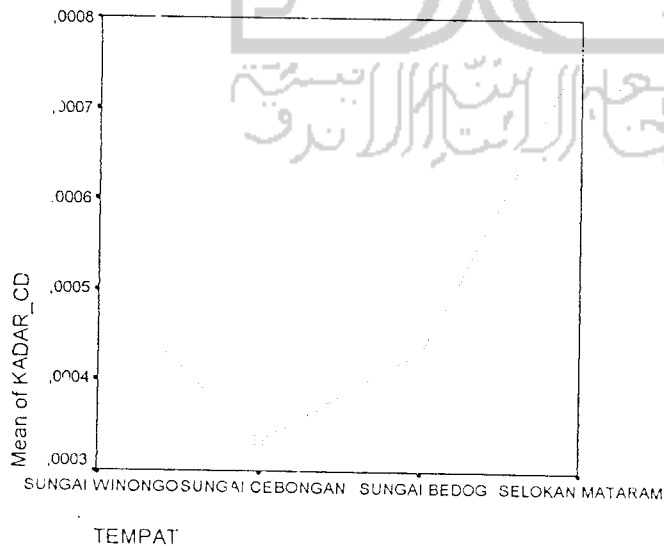 ,0008
,0007
,0006
,0005
,0004
,0003
Mean of KADAR_CD
SUNGAI WINONGO SUNGAI CEBONGAN SUNGAI BEDOG SELOKAN MATARAM
TEMPAT